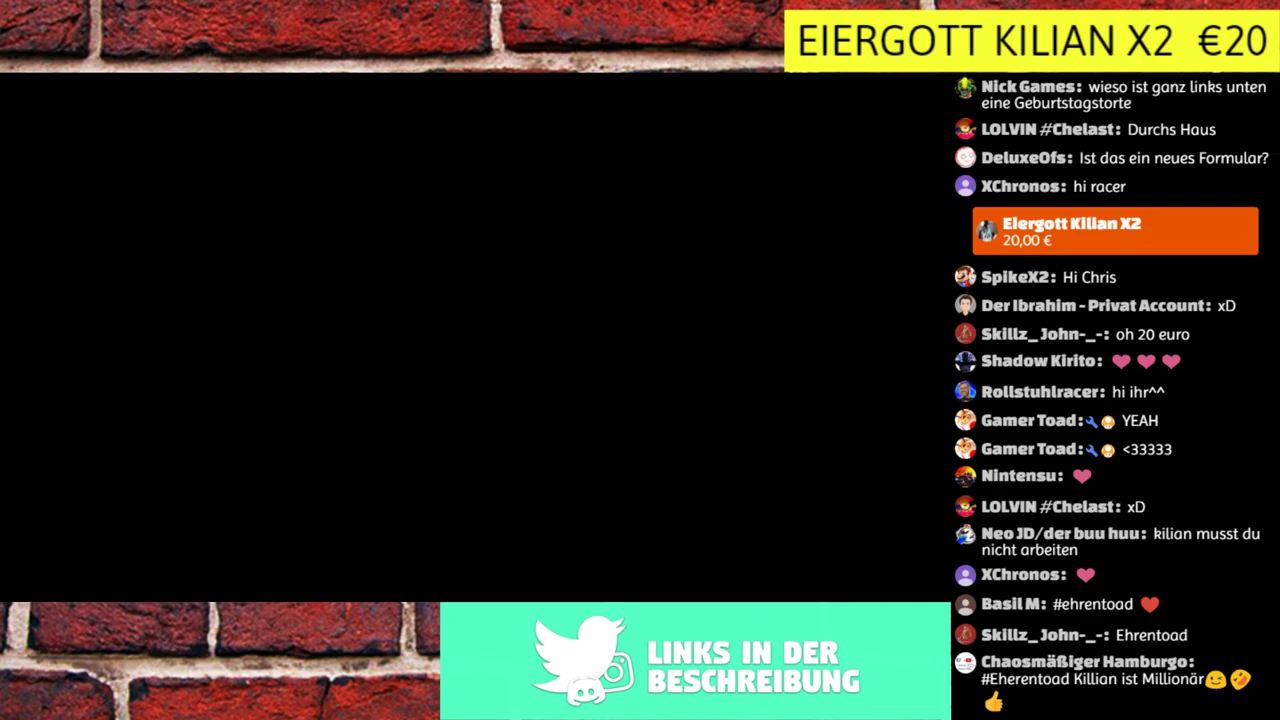 EIERGOTT KILIAN X2 €20
Nick Games: wieso ist ganz links unten
eine Geburtstagstorte
LOLVIN #Chelast: Durchs Haus
DeluxeOfs: Ist das ein neues Formular?
XChronos: hi racer
Eiergott Kilian X2
20,00 €
SpikeX2: Hi Chris
Der Ibrahim - Privat Account: xD
Skillz_John-_-: oh 20 euro
Shadow Kirito: ❤ ❤ ❤
Rollstuhlracer: hi ihr^^
Gamer Toad: YEAH
Gamer Toad: <33333
Nintensu: ❤
LOLVIN #Chelast: xD
Neo JD/der buu huu: kilian musst du
nicht arbeiten
XChronos: ❤
Basil M: #ehrentoad ❤
Skillz_John-_-: Ehrentoad
Chaosmäßiger Hamburgo:
#Eherentoad Killian ist Millionär😊🤣
👍
LINKS IN DER
BESCHREIBUNG